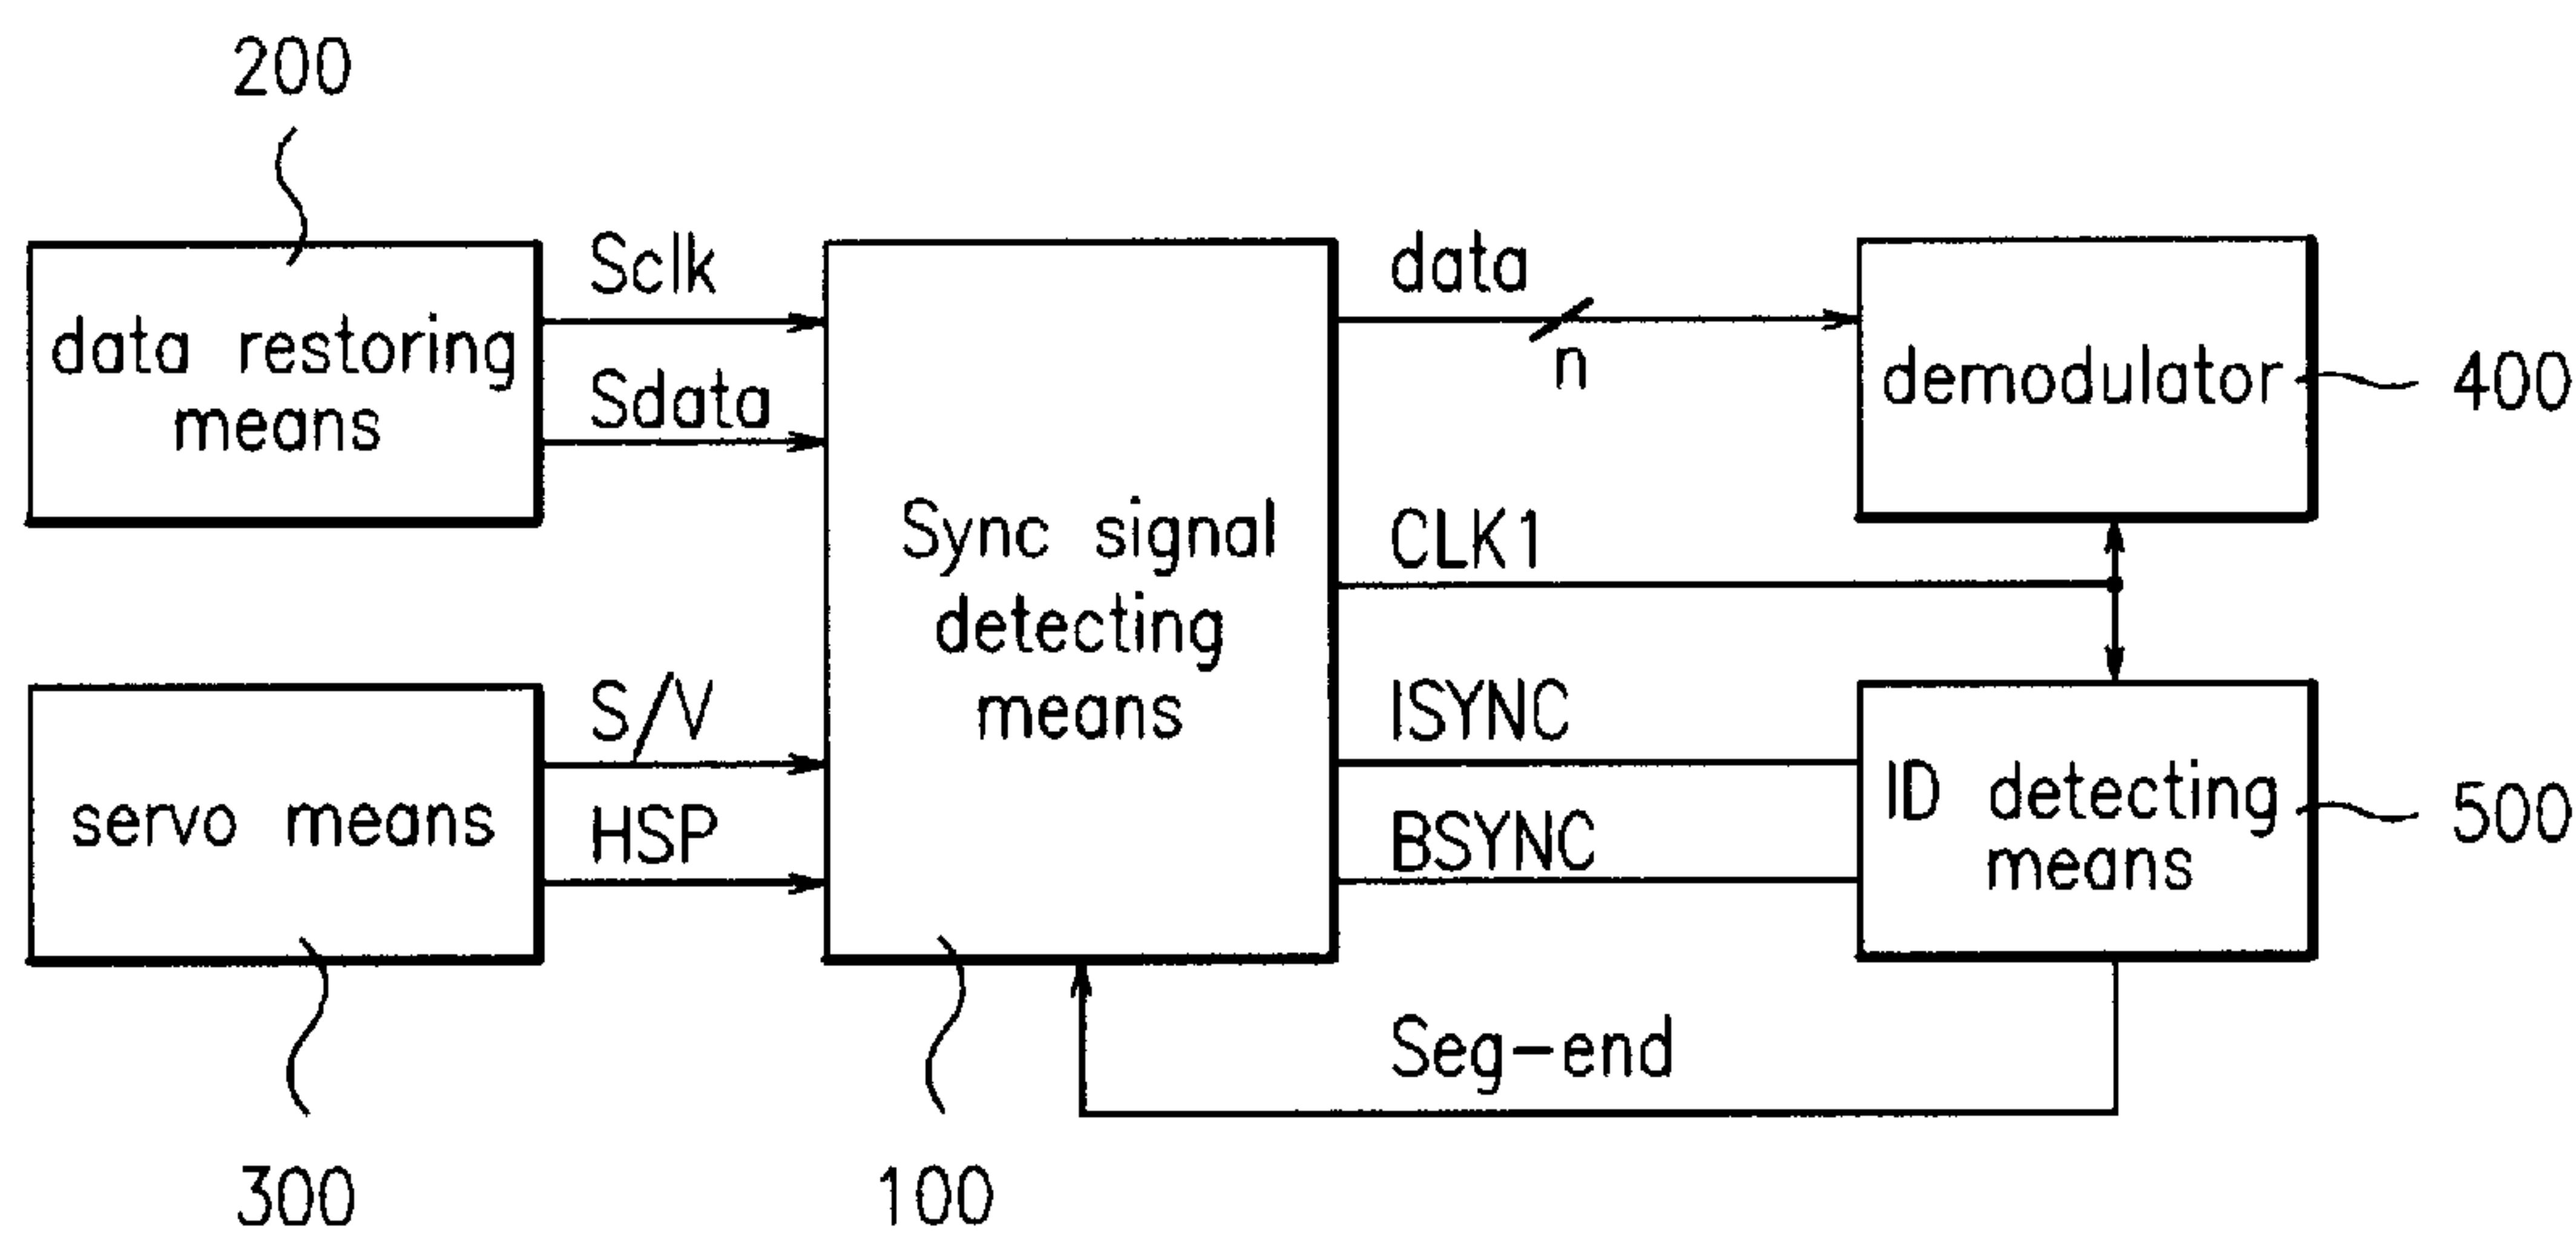 200
data restoring
means
Sclk
Sdata
servo means
S/V
HSP
300
Sync signal
detecting
means
100
data
n
CLK1
ISYNC
BSYNC
Seg-end
demodulator
400
ID detecting
means
500